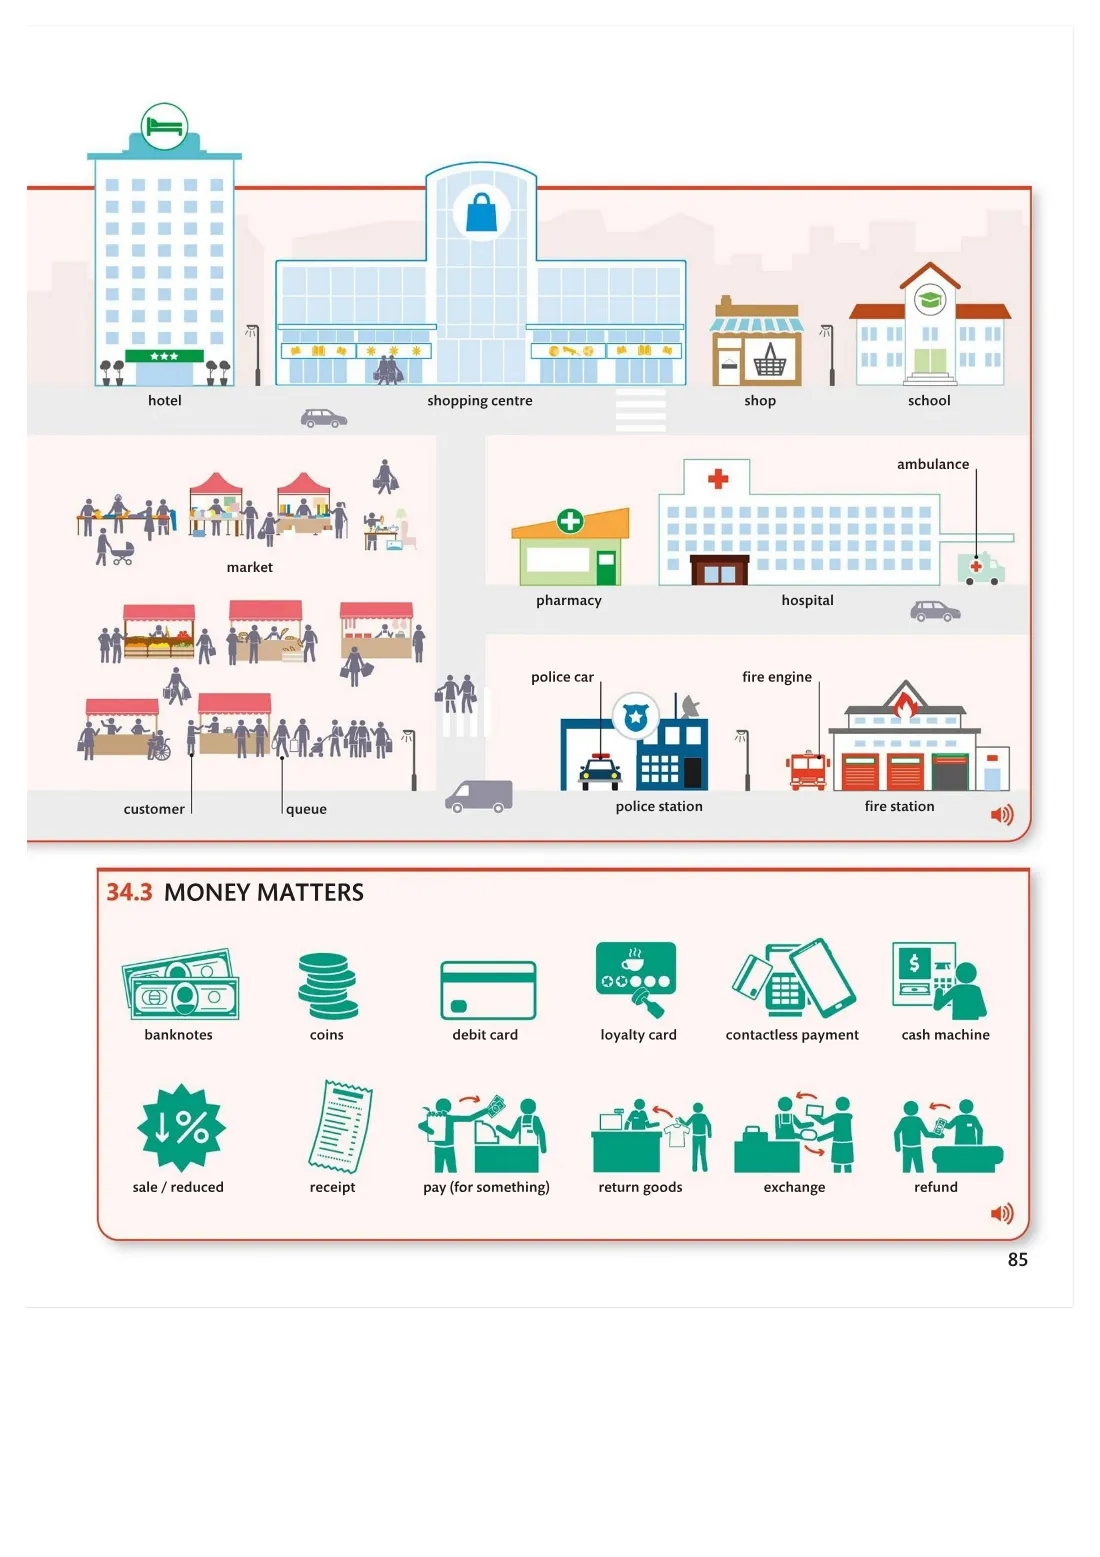 hotel
shopping centre
shop
school
ambulance
market
pharmacy
hospital
police car
fire engine
customer
queue
police station
fire station
34.3 MONEY MATTERS
$
banknotes
coins
debit card
loyalty card
contactless payment
cash machine
%
sale / reduced
receipt
pay (for something)
return goods
exchange
refund
85